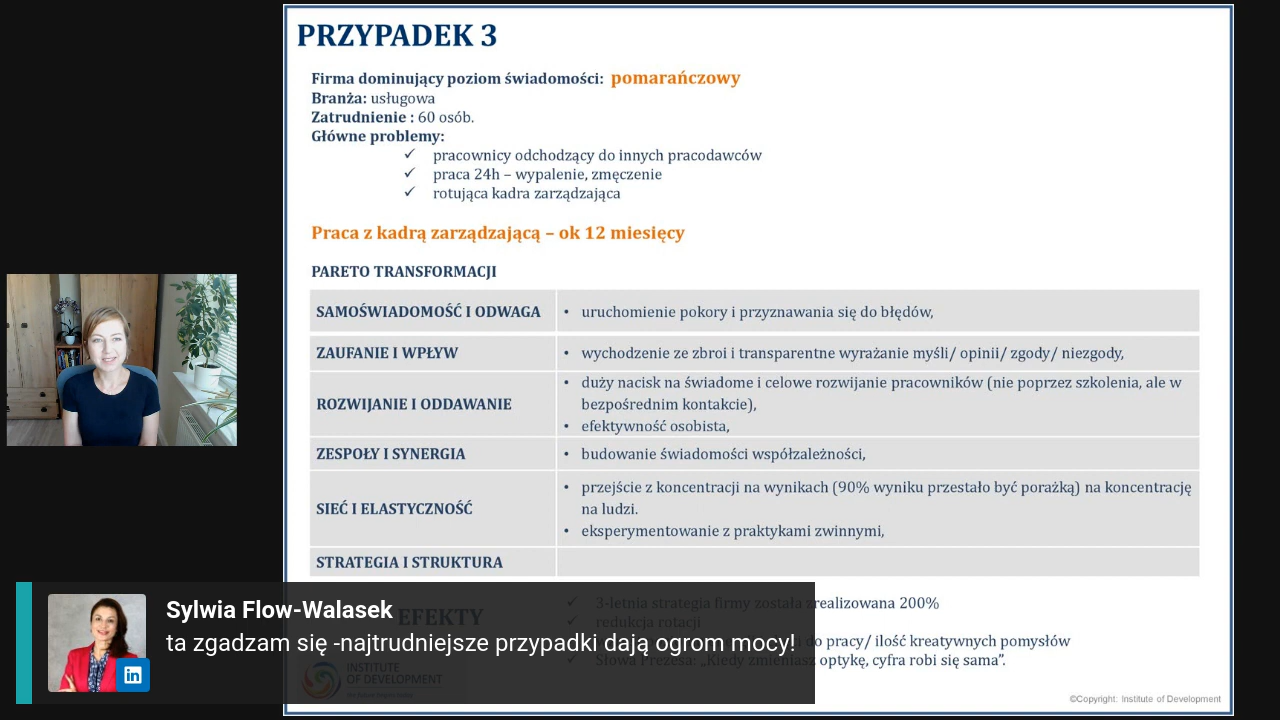 PRZYPADEK 3
Firma dominujący poziom świadomości: pomarańczowy
Branża: usługowa
Zatrudnienie : 60 osób.
Główne problemy:
✓ pracownicy odchodzący do innych pracodawców
✓ praca 24h – wypalenie, zmęczenie
✓ rotująca kadra zarządzająca
Praca z kadrą zarządzającą – ok 12 miesięcy
PARETO TRANSFORMACJI
SAMOŚWIADOMOŚĆ I ODWAGA
• uruchomienie pokory i przyznawania się do błędów,
ZAUFANIE I WPŁYW
• wychodzenie ze zbroi i transparentne wyrażanie myśli/ opinii/ zgody/ niezgody,
ROZWIJANIE I ODDAWANIE
• duży nacisk na świadome i celowe rozwijanie pracowników (nie poprzez szkolenia, ale w
bezpośrednim kontakcie),
• efektywność osobista,
ZESPOŁY I SYNERGIA
• budowanie świadomości współzależności,
SIEĆ I ELASTYCZNOŚĆ
• przejście z koncentracji na wynikach (90% wyniku przestało być porażką) na koncentrację
na ludzi.
• eksperymentowanie z praktykami zwinnymi,
STRATEGIA I STRUKTURA
EFEKTY
✓ 3-letnia strategia firmy została zrealizowana 200%
✓ redukcja rotacji
do pracy/ ilość kreatywnych pomysłów
✓ Słowa Prezesa: „Kiedy zmieniasz optykę, cyfra robi się sama”.
Sylwia Flow-Walasek
ta zgadzam się -najtrudniejsze przypadki dają ogrom mocy!
in
INSTITUTE
OF DEVELOPMENT
©Copyright: Institute of Development